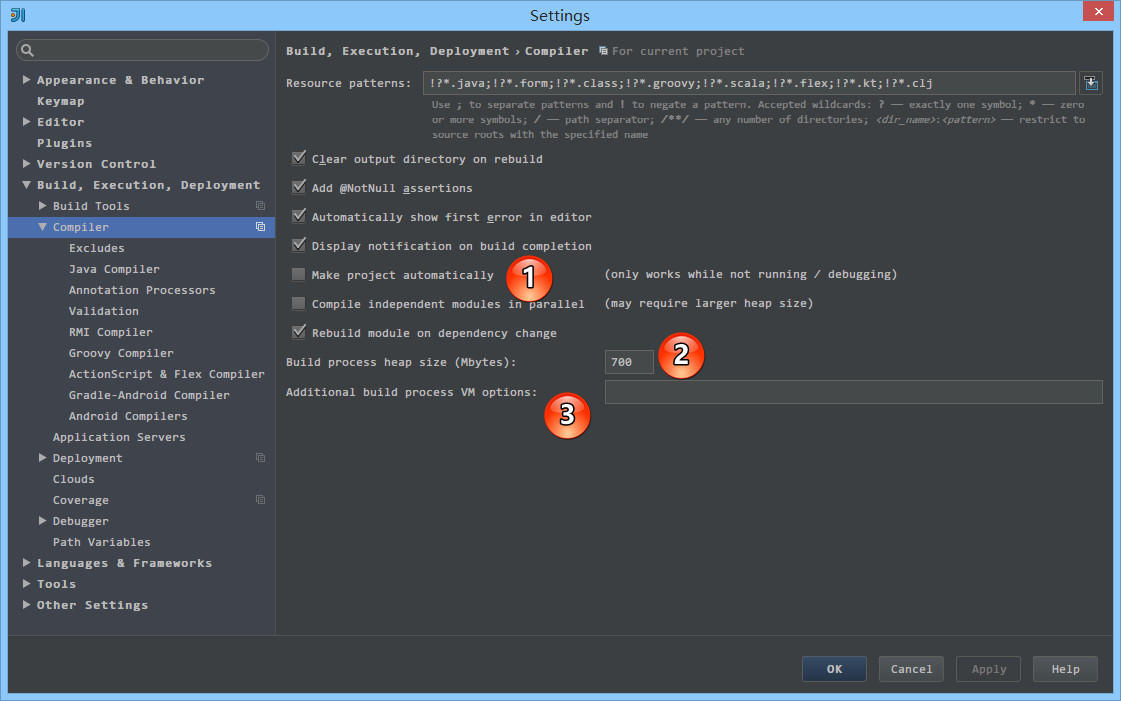 JI
Settings
Build, Execution, Deployment › Compiler
For current project
Appearance & Behavior
Keymap
Editor
Plugins
Version Control
Build, Execution, Deployment
Build Tools
Compiler
Excludes
Java Compiler
Annotation Processors
Validation
RMI Compiler
Groovy Compiler
ActionScript & Flex Compiler
Gradle-Android Compiler
Android Compilers
Application Servers
Deployment
Clouds
Coverage
Debugger
Path Variables
Languages & Frameworks
Tools
Other Settings
Resource patterns: !?*.java;!?*.form;!?*.class;!?*.groovy;!?*.scala;!?*.flex;!?*.kt;!?*.clj
Use ; to separate patterns and ! to negate a pattern. Accepted wildcards: ? — exactly one symbol; * — zero
or more symbols; / — path separator; /**/ — any number of directories; <dir_name>:<pattern> — restrict to
source roots with the specified name
Clear output directory on rebuild
Add @NotNull assertions
Automatically show first error in editor
Display notification on build completion
Make project automatically 1 (only works while not running / debugging)
Compile independent modules in parallel (may require larger heap size)
Rebuild module on dependency change
Build process heap size (Mbytes): 700 2
Additional build process VM options: 3
OK Cancel Apply Help